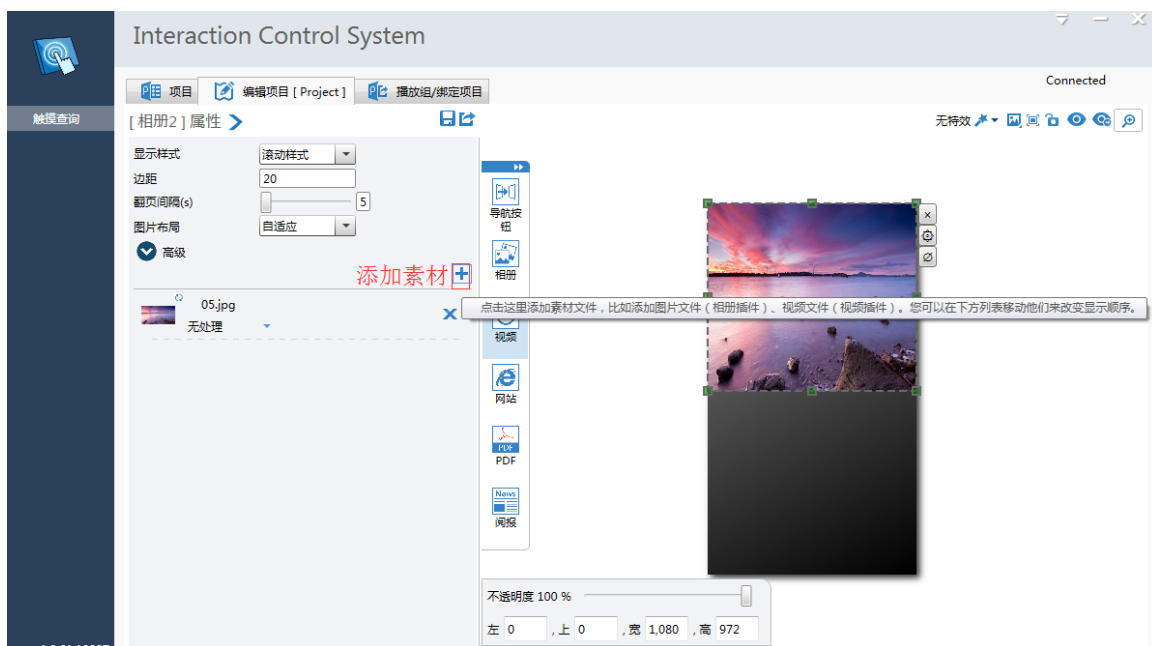 Interaction Control System
Connected
项目
编辑项目 [ Project ]
播放组/绑定项目
触摸查询
[ 相册2 ] 属性
无特效
显示样式
滚动样式
边距
20
翻页间隔(s)
5
图片布局
自适应
高级
添加素材
05.jpg
无处理
点击这里添加素材文件，比如添加图片文件 ( 相册插件 ) 、视频文件 ( 视频插件 ) 。您可以在下方列表移动他们来改变显示顺序。
导航按
钮
相册
视频
网站
PDF
PDF
News
阅报
不透明度 100 %
左 0 , 上 0 , 宽 1,080 , 高 972